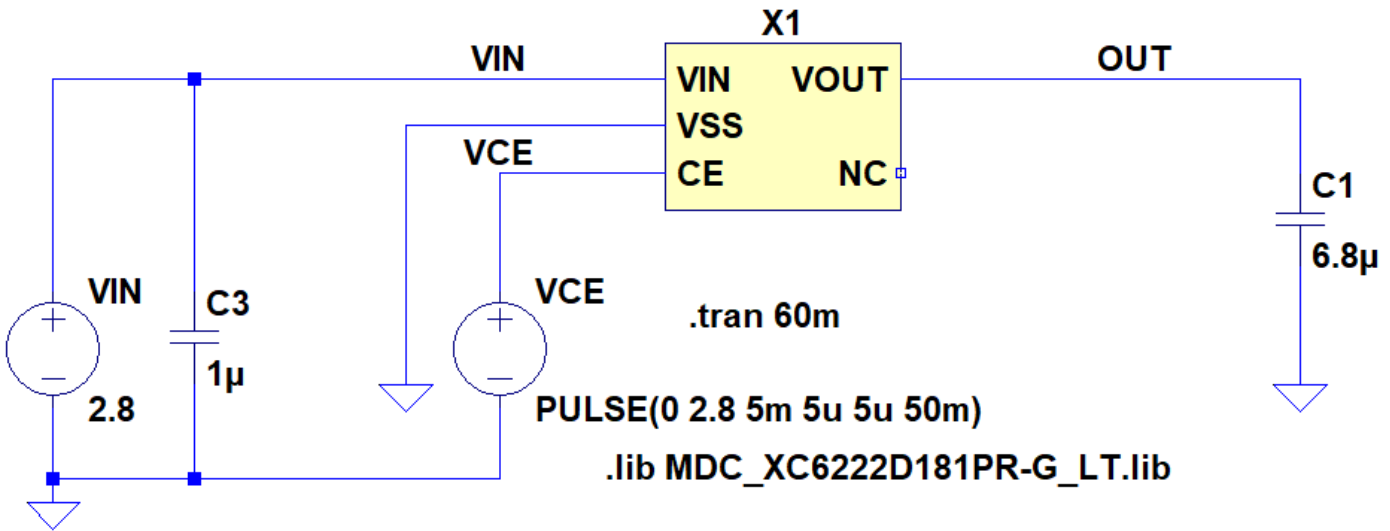 X1
VIN
OUT
VIN VOUT
VSS
VCE
CE NC
C1
6.8µ
VIN
C3
VCE
.tran 60m
1µ
2.8
PULSE(0 2.8 5m 5u 5u 50m)
.lib MDC_XC6222D181PR-G_LT.lib